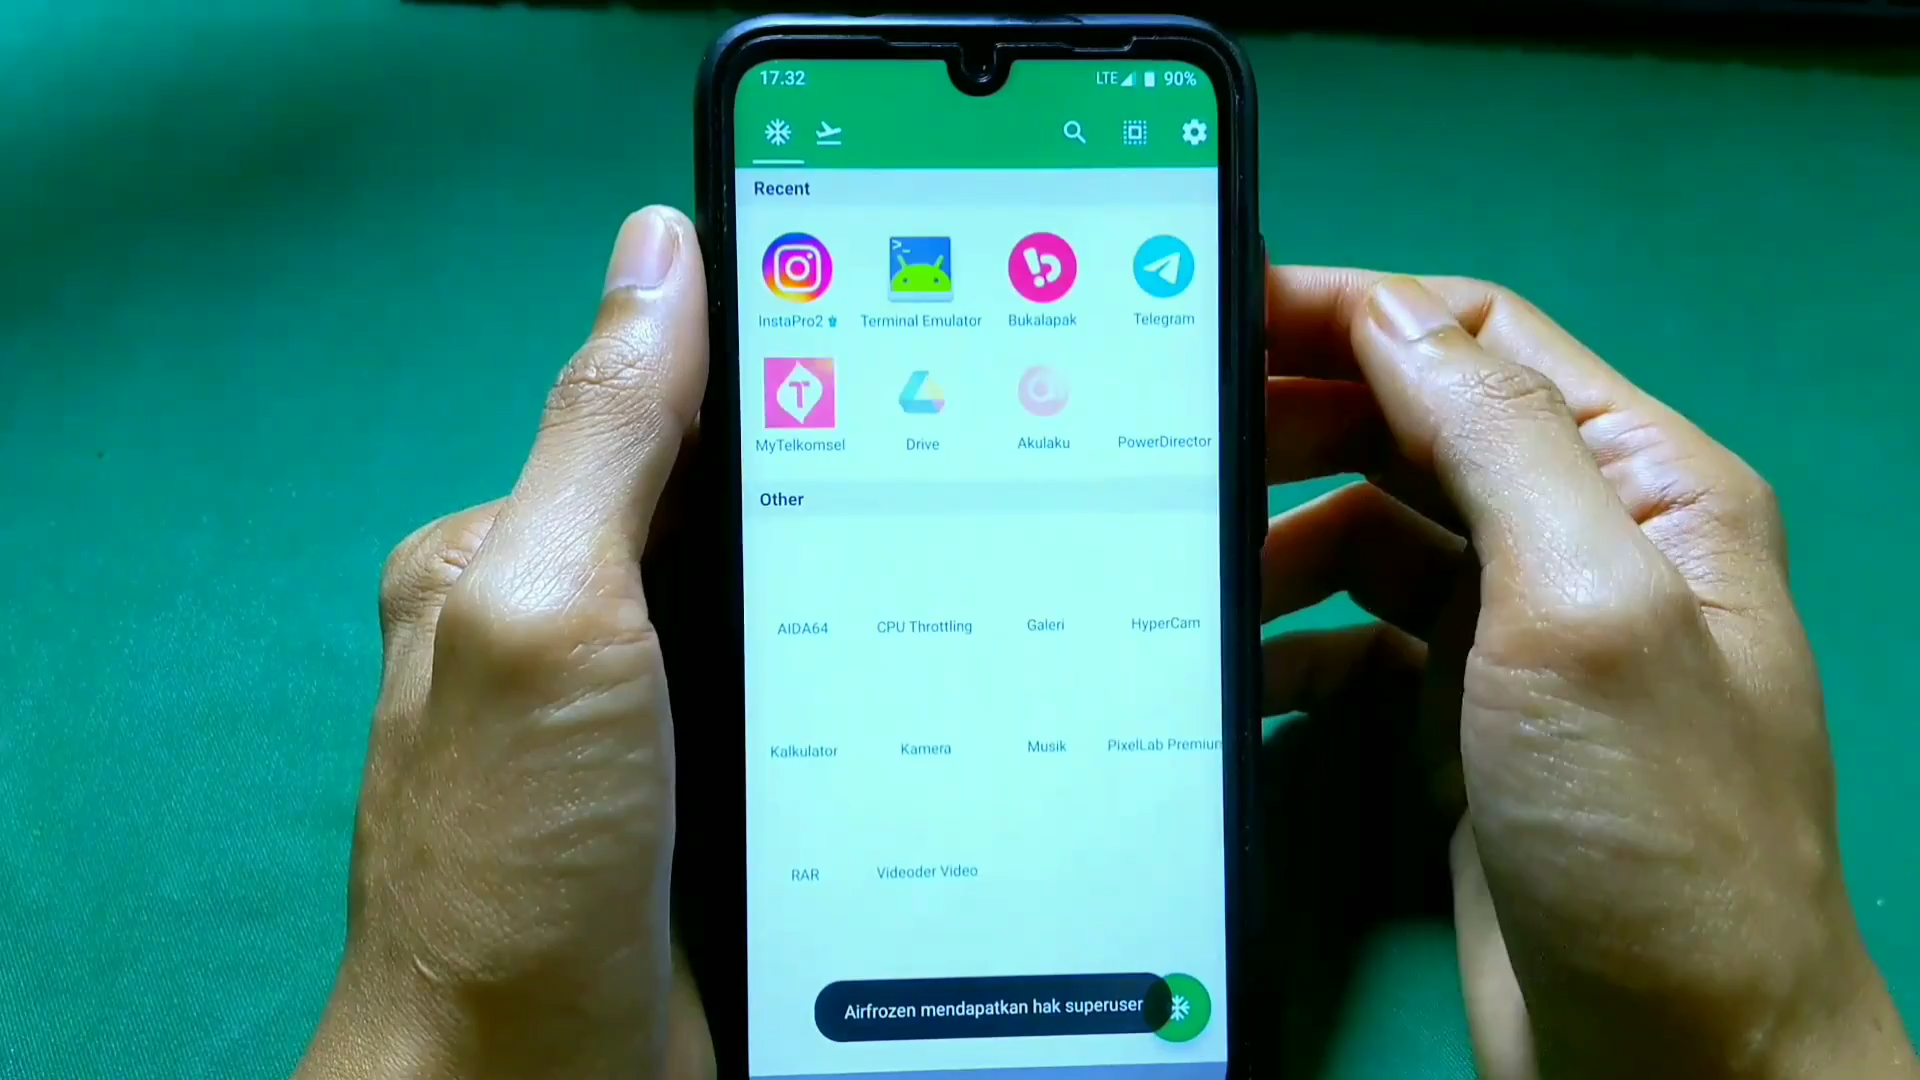 17.32 LTE 90%
Recent
InstaPro2 Terminal Emulator Bukalapak Telegram
MyTelkomsel Drive Akulaku PowerDirector
Other
AIDA64 CPU Throttling Galeri HyperCam
Kalkulator Kamera Musik PixelLab Premium
RAR Videoder Video
Airfrozen mendapatkan hak superuser